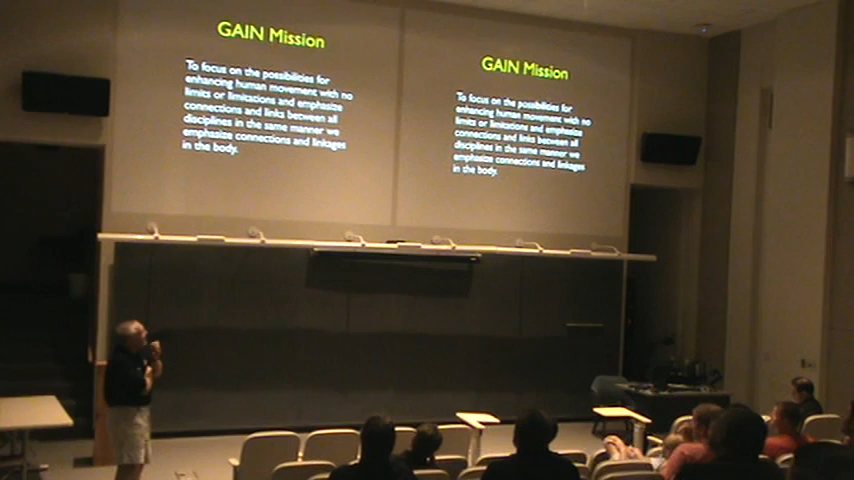 GAIN Mission
To focus on the possibilities for
enhancing human movement with no
limits or limitations and emphasize
connections and links between all
disciplines in the same manner we
emphasize connections and linkages
in the body.
GAIN Mission
To focus on the possibilities for
enhancing human movement with no
limits or limitations and emphasize
connections and links between all
disciplines in the same manner we
emphasize connections and linkages
in the body.